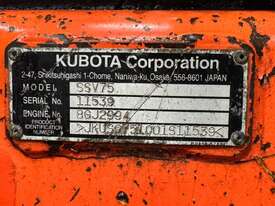 KUBOTA Corporation
2-47, Shikitsuhigashi 1-Chome, Naniwa-ku, Osaka, 556-8601 JAPAN
MODEL SSV75
SERIAL NO. 11539
ENGINE NO. 8GJ2994
PRODUCT
IDENTIFICATION
NUMBER